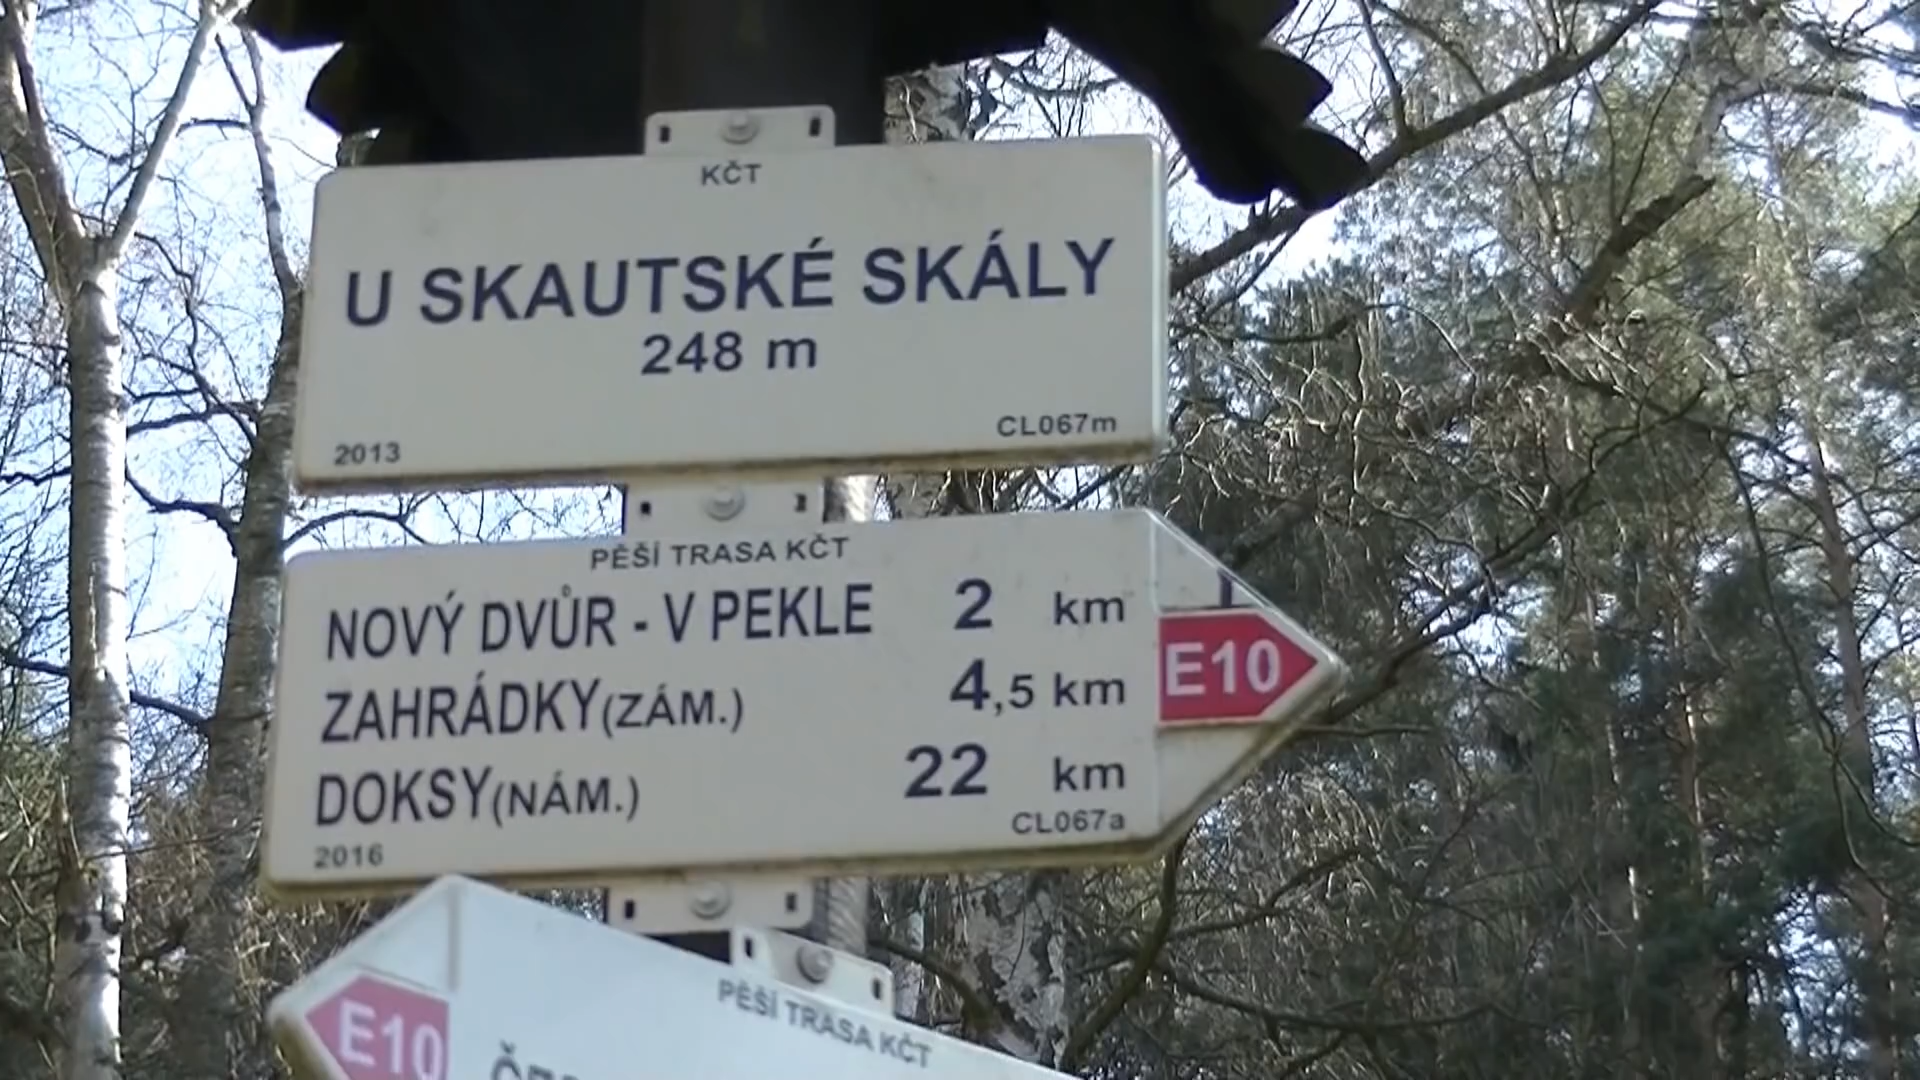 KČT
U SKAUTSKÉ SKÁLY
248 m
2013 CL067m
PĚŠÍ TRASA KČT
NOVÝ DVŮR - V PEKLE 2 km
ZAHRÁDKY (ZÁM.) 4,5 km
DOKSY (NÁM.) 22 km
E10
2016 CL067a
PĚŠÍ TRASA KČT
E10